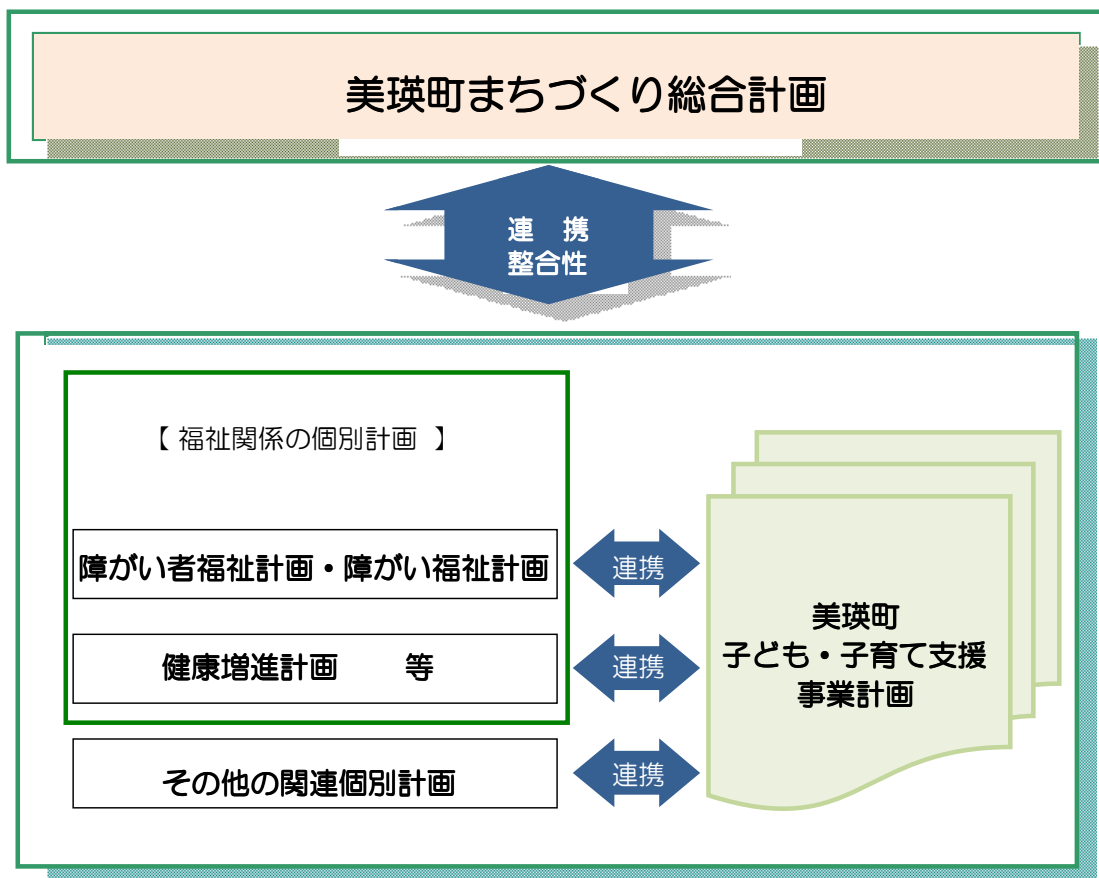 美瑛町まちづくり総合計画
連　携
整合性
【 福祉関係の個別計画 】
障がい者福祉計画・障がい福祉計画
連携
健康増進計画　　等
連携
その他の関連個別計画
連携
美瑛町
子ども・子育て支援
事業計画